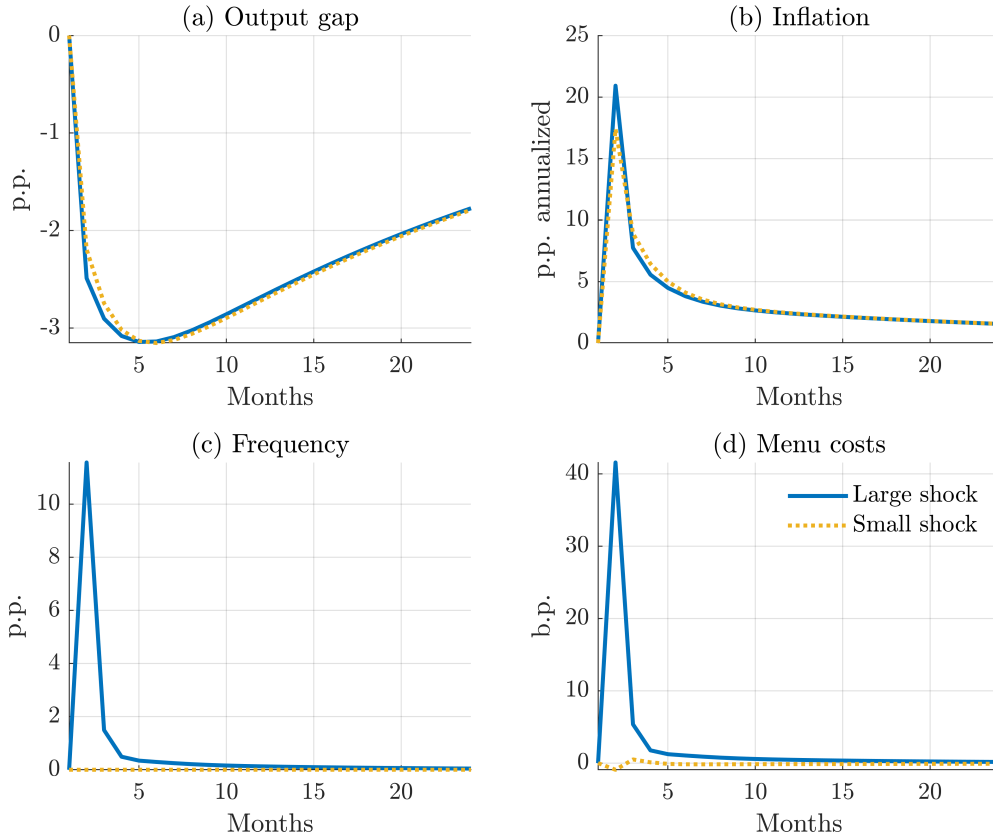 (a) Output gap
0
-1
-2
-3
p.p.
5 10 15 20
Months
(b) Inflation
25
20
15
10
5
0
p.p. annualized
5 10 15 20
Months
(c) Frequency
10
8
6
4
2
0
p.p.
5 10 15 20
Months
(d) Menu costs
40
30
20
10
0
b.p.
Large shock
Small shock
5 10 15 20
Months